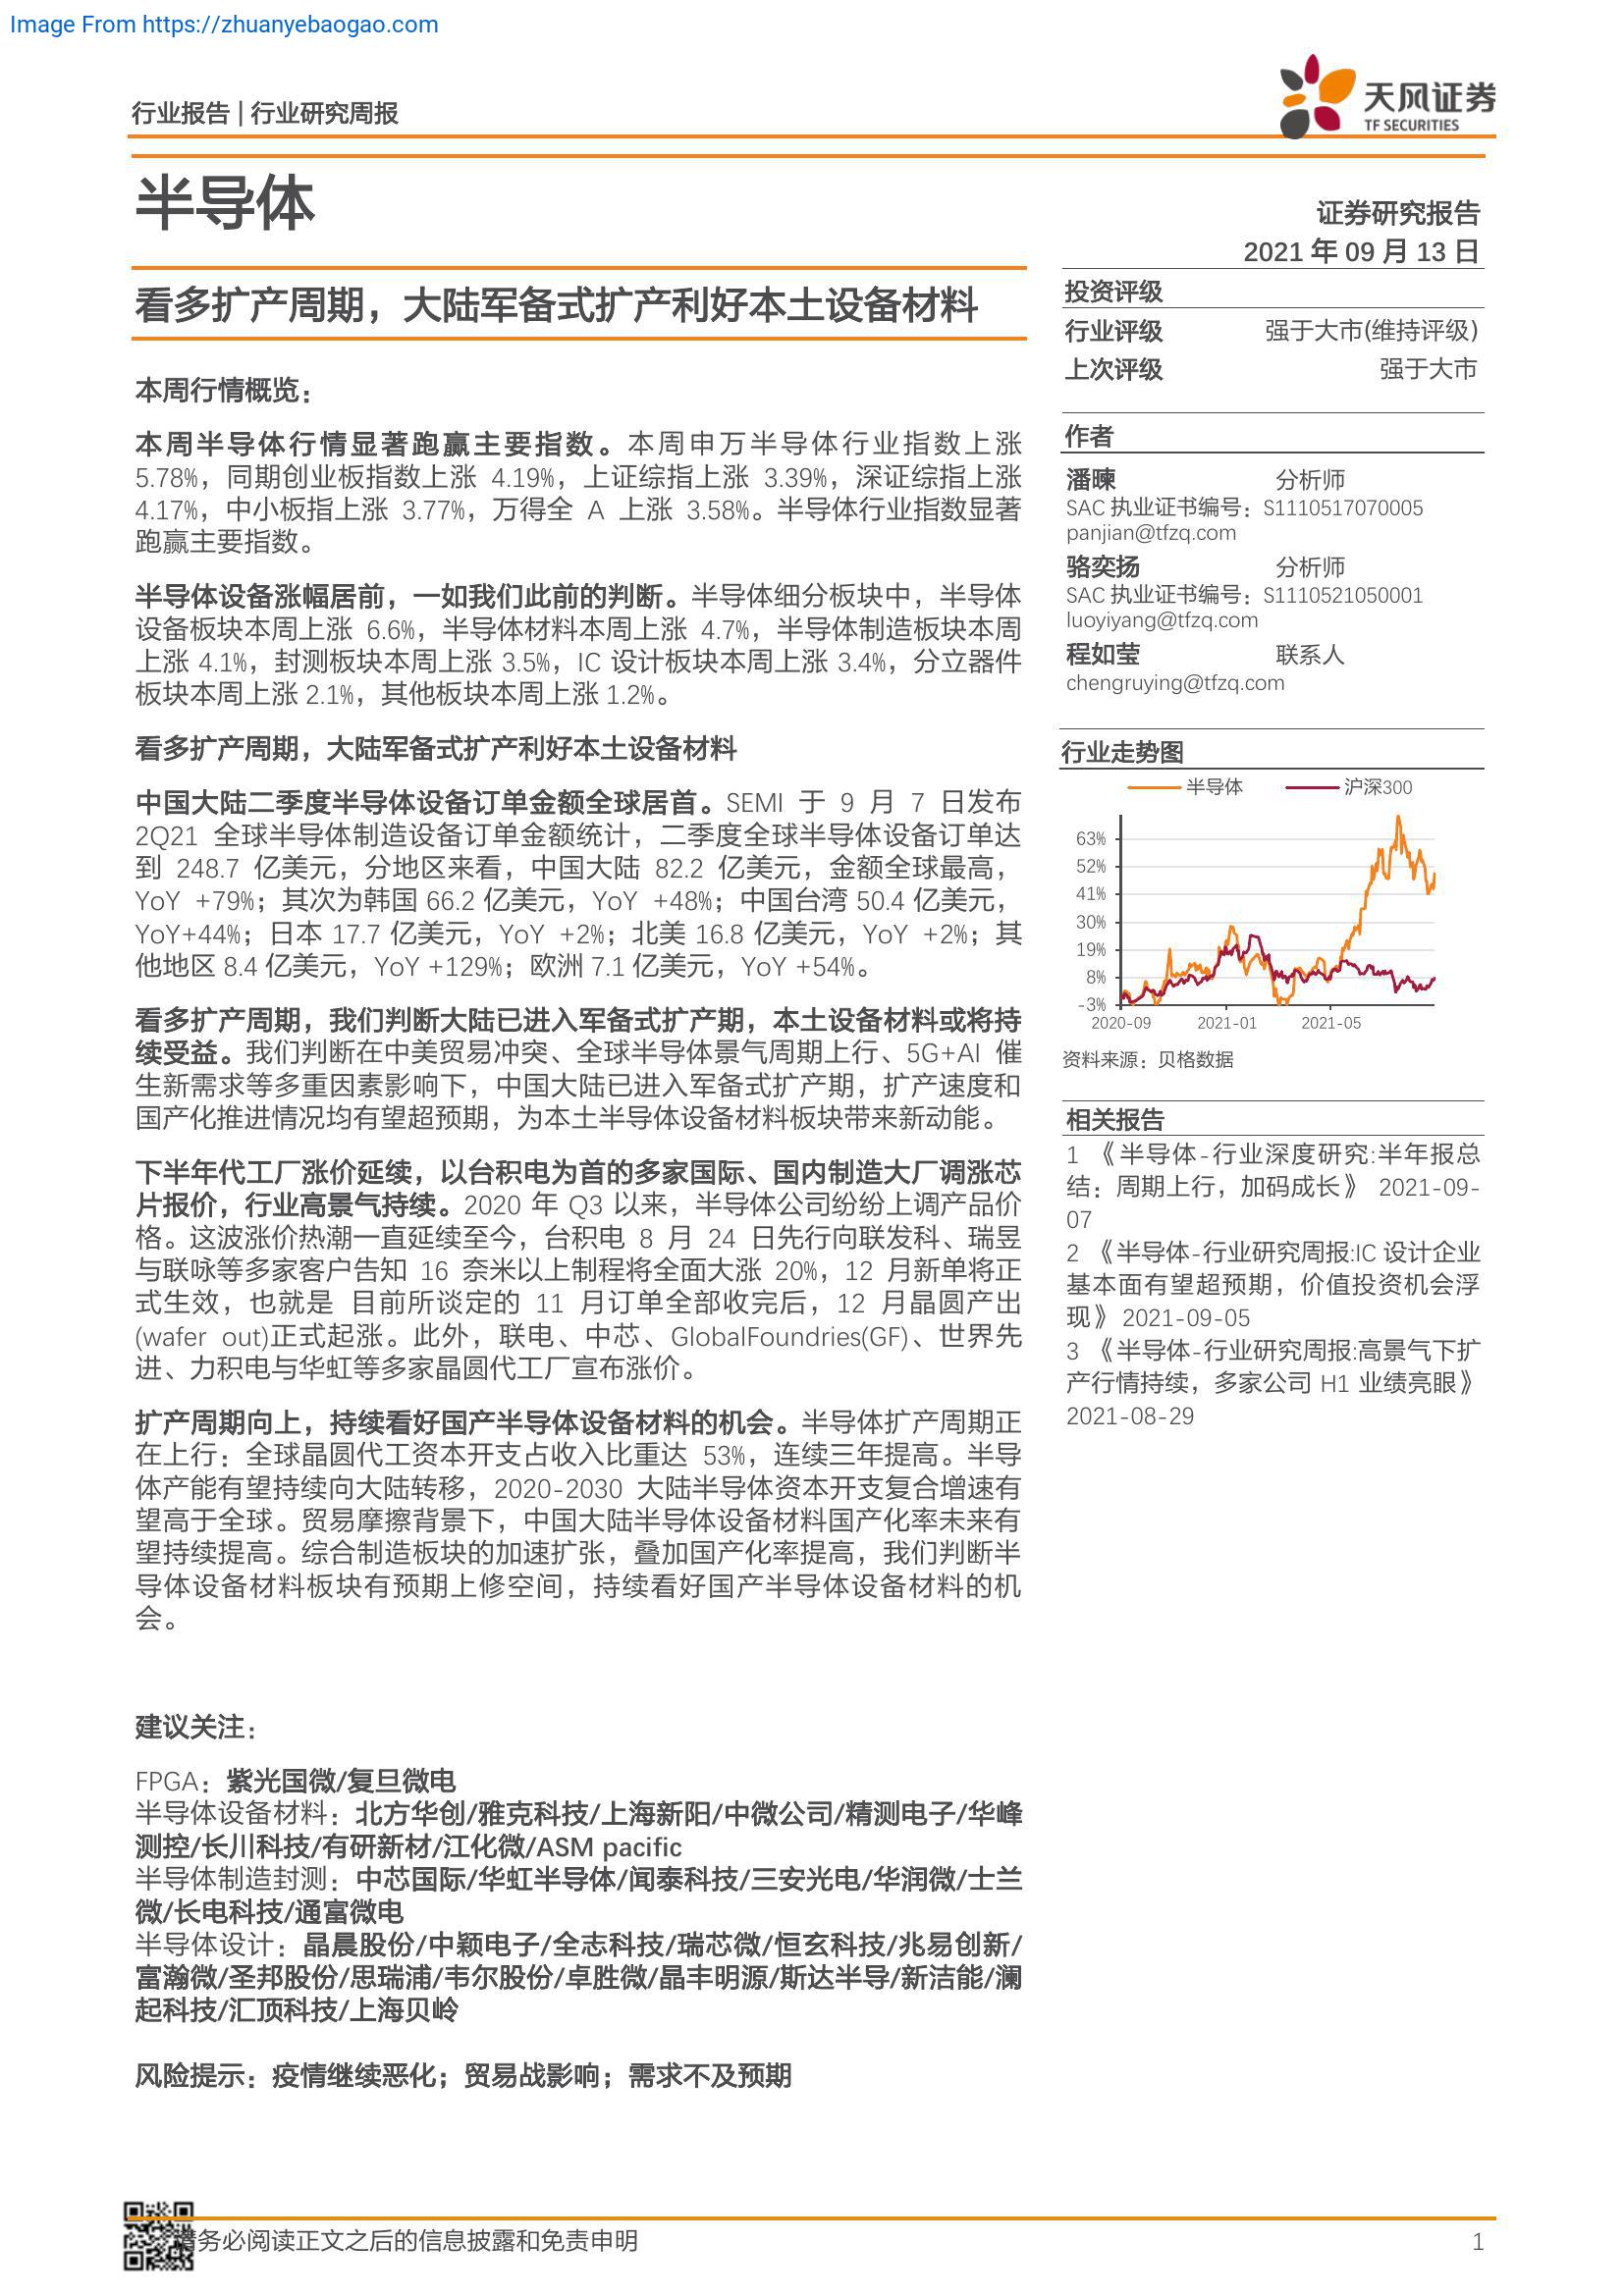 Image From https://zhuanyebaogao.com
行业报告 | 行业研究周报
天风证券
TF SECURITIES
半导体
证券研究报告
2021 年 09 月 13 日
看多扩产周期，大陆军备式扩产利好本土设备材料
本周行情概览：
本周半导体行情显著跑赢主要指数。本周申万半导体行业指数上涨
5.78%，同期创业板指数上涨 4.19%，上证综指上涨 3.39%，深证综指上涨
4.17%，中小板指上涨 3.77%，万得全 A 上涨 3.58%。半导体行业指数显著
跑赢主要指数。
半导体设备涨幅居前，一如我们此前的判断。半导体细分板块中，半导体
设备板块本周上涨 6.6%，半导体材料本周上涨 4.7%，半导体制造板块本周
上涨 4.1%，封测板块本周上涨 3.5%，IC 设计板块本周上涨 3.4%，分立器件
板块本周上涨 2.1%，其他板块本周上涨 1.2%。
看多扩产周期，大陆军备式扩产利好本土设备材料
中国大陆二季度半导体设备订单金额全球居首。SEMI 于 9 月 7 日发布
2Q21 全球半导体制造设备订单金额统计，二季度全球半导体设备订单达
到 248.7 亿美元，分地区来看，中国大陆 82.2 亿美元，金额全球最高，
YoY +79%；其次为韩国 66.2 亿美元，YoY +48%；中国台湾 50.4 亿美元，
YoY+44%；日本 17.7 亿美元，YoY +2%；北美 16.8 亿美元，YoY +2%；其
他地区 8.4 亿美元，YoY +129%；欧洲 7.1 亿美元，YoY +54%。
看多扩产周期，我们判断大陆已进入军备式扩产期，本土设备材料或将持
续受益。我们判断在中美贸易冲突、全球半导体景气周期上行、5G+AI 催
生新需求等多重因素影响下，中国大陆已进入军备式扩产期，扩产速度和
国产化推进情况均有望超预期，为本土半导体设备材料板块带来新动能。
下半年代工厂涨价延续，以台积电为首的多家国际、国内制造大厂调涨芯
片报价，行业高景气持续。2020 年 Q3 以来，半导体公司纷纷上调产品价
格。这波涨价热潮一直延续至今，台积电 8 月 24 日先行向联发科、瑞昱
与联咏等多家客户告知 16 奈米以上制程将全面大涨 20%，12 月新单将正
式生效，也就是 目前所谈定的 11 月订单全部收完后，12 月晶圆产出
(wafer out)正式起涨。此外，联电、中芯、GlobalFoundries(GF)、世界先
进、力积电与华虹等多家晶圆代工厂宣布涨价。
扩产周期向上，持续看好国产半导体设备材料的机会。半导体扩产周期正
在上行：全球晶圆代工资本开支占收入比重达 53%，连续三年提高。半导
体产能有望持续向大陆转移，2020-2030 大陆半导体资本开支复合增速有
望高于全球。贸易摩擦背景下，中国大陆半导体设备材料国产化率未来有
望持续提高。综合制造板块的加速扩张，叠加国产化率提高，我们判断半
导体设备材料板块有预期上修空间，持续看好国产半导体设备材料的机
会。
建议关注：
FPGA：紫光国微/复旦微电
半导体设备材料：北方华创/雅克科技/上海新阳/中微公司/精测电子/华峰
测控/长川科技/有研新材/江化微/ASM pacific
半导体制造封测：中芯国际/华虹半导体/闻泰科技/三安光电/华润微/士兰
微/长电科技/通富微电
半导体设计：晶晨股份/中颖电子/全志科技/瑞芯微/恒玄科技/兆易创新/
富瀚微/圣邦股份/思瑞浦/韦尔股份/卓胜微/晶丰明源/斯达半导/新洁能/澜
起科技/汇顶科技/上海贝岭
风险提示：疫情继续恶化；贸易战影响；需求不及预期
投资评级
行业评级 强于大市(维持评级)
上次评级 强于大市
作者
潘暕 分析师
SAC 执业证书编号：S1110517070005
panjian@tfzq.com
骆奕扬 分析师
SAC 执业证书编号：S1110521050001
luoyiyang@tfzq.com
程如莹 联系人
chengruying@tfzq.com
行业走势图
半导体 沪深300
63%
52%
41%
30%
19%
8%
-3%
2020-09 2021-01 2021-05
资料来源：贝格数据
相关报告
1 《半导体-行业深度研究:半年报总
结：周期上行，加码成长》 2021-09-
07
2 《半导体-行业研究周报:IC 设计企业
基本面有望超预期，价值投资机会浮
现》 2021-09-05
3 《半导体-行业研究周报:高景气下扩
产行情持续，多家公司 H1 业绩亮眼》
2021-08-29
请务必阅读正文之后的信息披露和免责申明
1